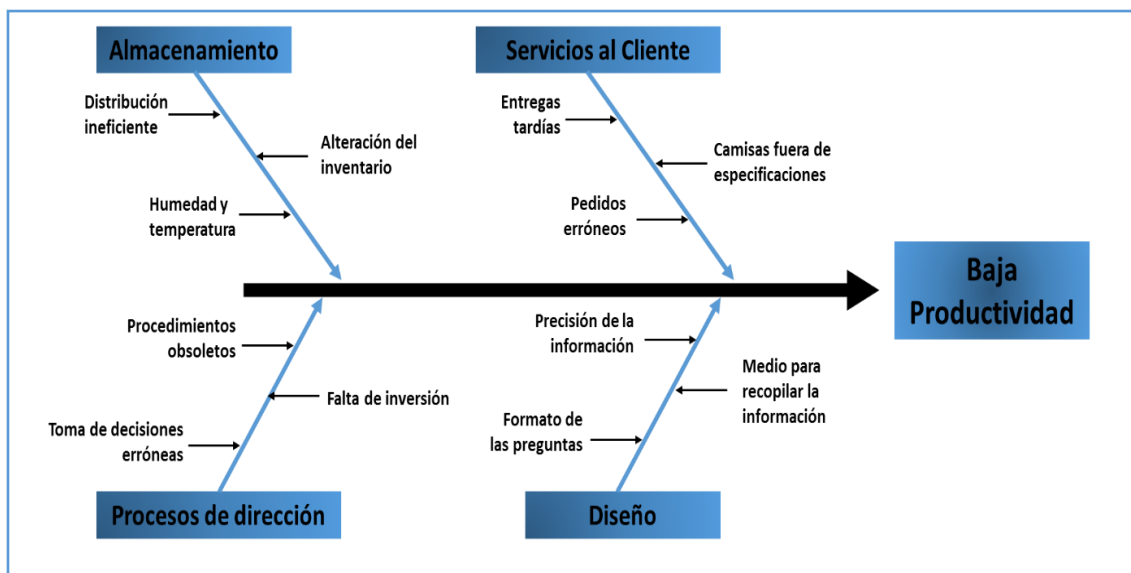 Almacenamiento
Servicios al Cliente
Distribución
ineficiente
Alteración del
inventario
Humedad y
temperatura
Entregas
tardías
Camisas fuera de
especificaciones
Pedidos
erróneos
Baja
Productividad
Procedimientos
obsoletos
Falta de inversión
Toma de decisiones
erróneas
Precisión de la
información
Medio para
recopilar la
información
Formato de
las preguntas
Procesos de dirección
Diseño